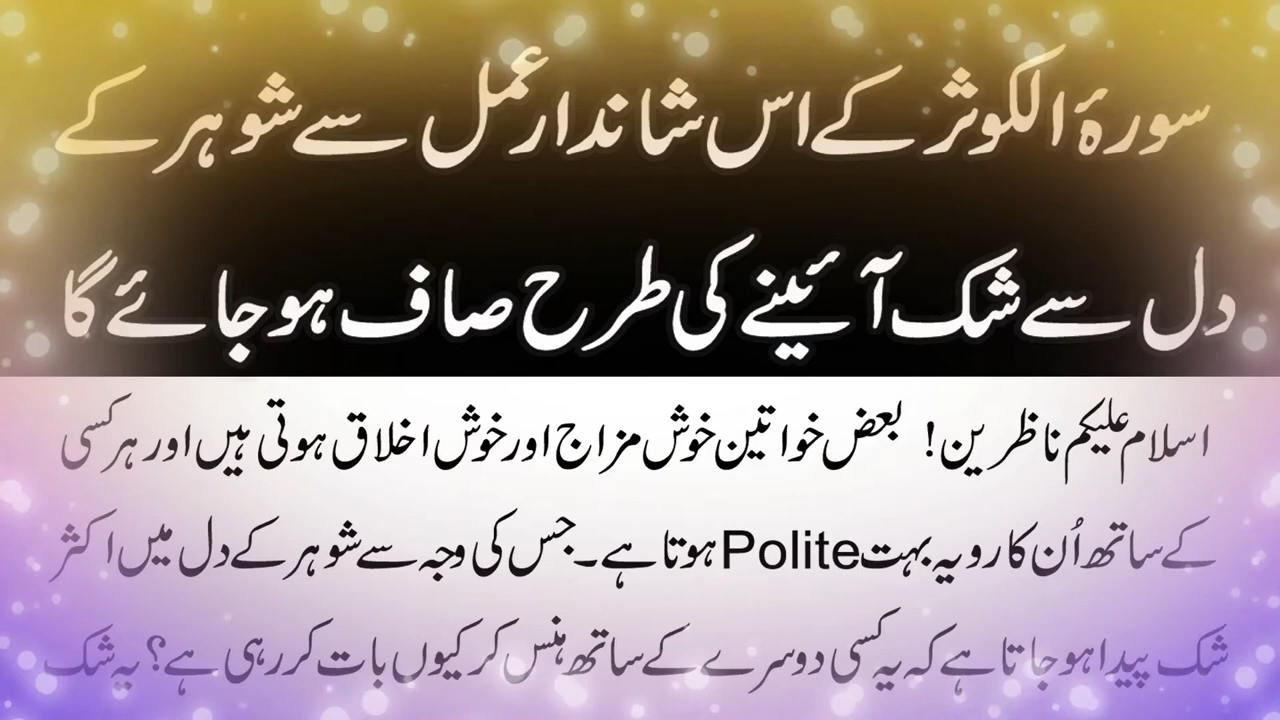 سورۂ الکوثر کے اس شاندار عمل سے شوہر کے
دل سے شک آئینے کی طرح صاف ہو جائے گا
اسلام علیکم ناظرین! بعض خواتین خوش مزاج اور خوش اخلاق ہوتی ہیں اور ہر کسی
کے ساتھ اُن کا رویہ بہت Polite ہوتا ہے۔ جس کی وجہ سے شوہر کے دل میں اکثر
شک پیدا ہو جاتا ہے کہ یہ کسی دوسرے کے ساتھ ہنس کر کیوں بات کر رہی ہے؟ یہ شک